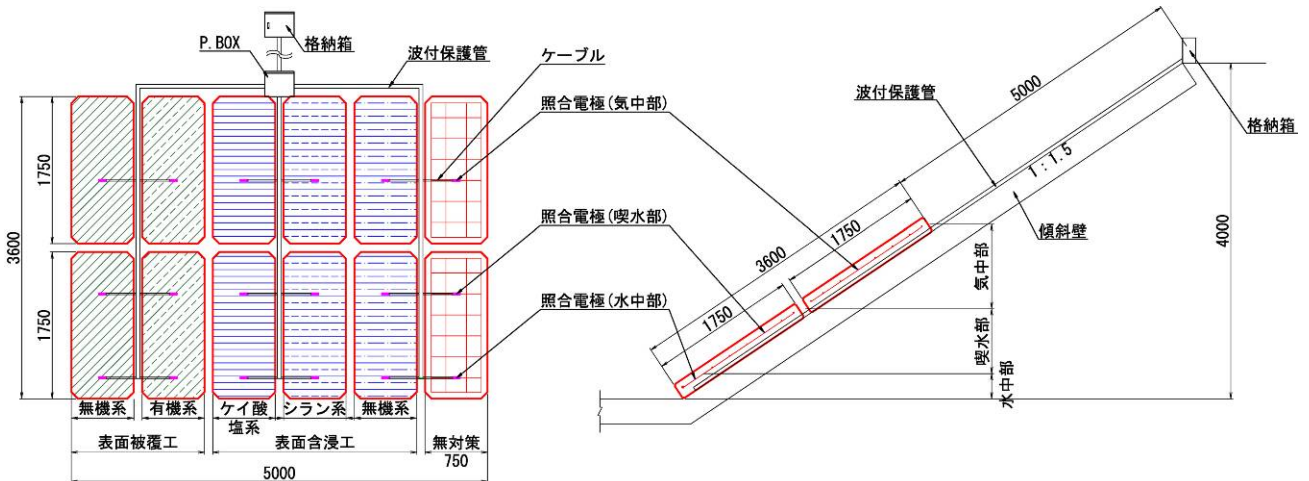 格納箱
P.BOX
波付保護管
ケーブル
照合電極(気中部)
照合電極(喫水部)
照合電極(水中部)
3600
1750
1750
無機系
有機系
ケイ酸
塩系
シラン系
無機系
表面被覆工
表面含浸工
無対策
750
5000
5000
波付保護管
格納箱
1:1.5
傾斜壁
4000
3600
1750
1750
気中部
喫水部
水中部